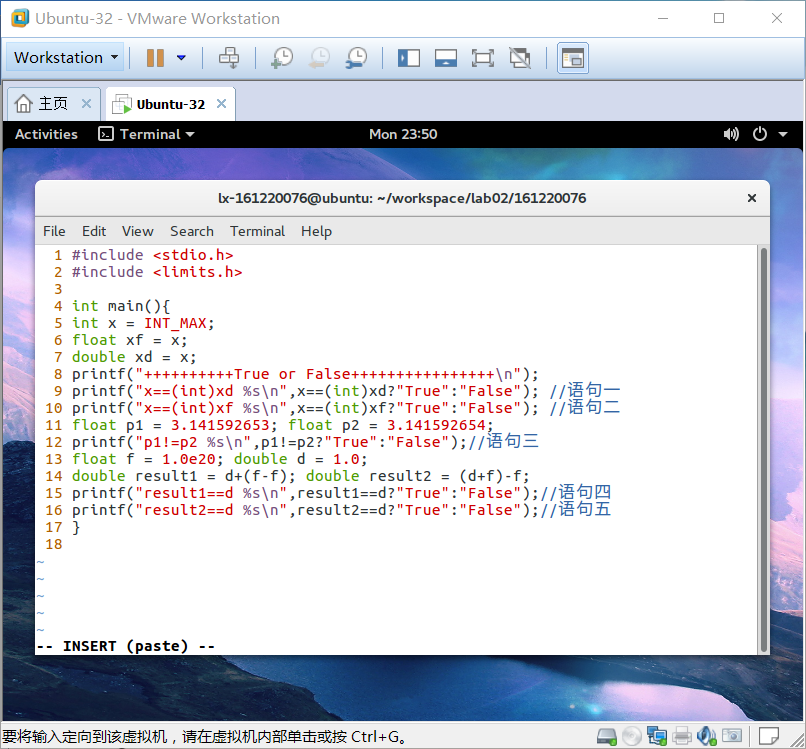 Ubuntu-32 - VMware Workstation
Workstation
主页
Ubuntu-32
Activities Terminal Mon 23:50
lx-161220076@ubuntu: ~/workspace/lab02/161220076
File Edit View Search Terminal Help
1 #include <stdio.h>
2 #include <limits.h>
3
4 int main(){
5 int x = INT_MAX;
6 float xf = x;
7 double xd = x;
8 printf("++++++++++True or False++++++++++++++++\n");
9 printf("x==(int)xd %s\n",x==(int)xd?"True":"False"); //语句一
10 printf("x==(int)xf %s\n",x==(int)xf?"True":"False"); //语句二
11 float p1 = 3.141592653; float p2 = 3.141592654;
12 printf("p1!=p2 %s\n",p1!=p2?"True":"False");//语句三
13 float f = 1.0e20; double d = 1.0;
14 double result1 = d+(f-f); double result2 = (d+f)-f;
15 printf("result1==d %s\n",result1==d?"True":"False");//语句四
16 printf("result2==d %s\n",result2==d?"True":"False");//语句五
17 }
18
~
~
~
~
~
-- INSERT (paste) --
要将输入定向到该虚拟机，请在虚拟机内部单击或按 Ctrl+G。